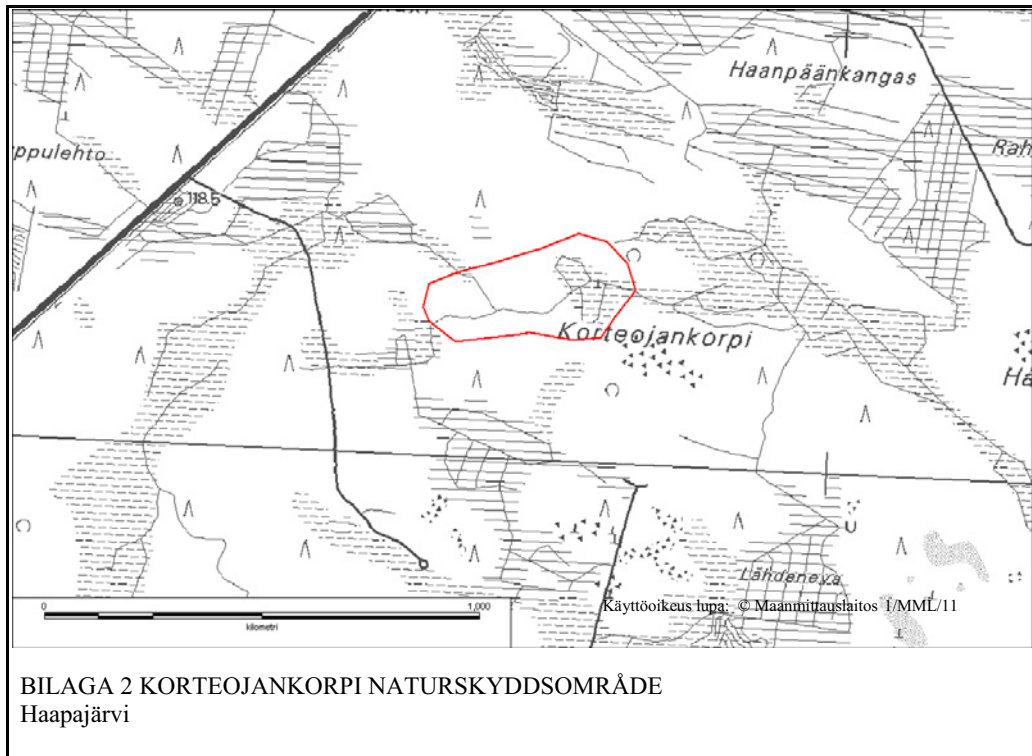 Haanpäänkangas
Rah
ppulehto
118.5
Korteojankorpi
Ha
U
Lähdeneva
Käyttöoikeus lupa: © Maanmittauslaitos 1/MML/11
0 1,000
kilometri
BILAGA 2 KORTEOJANKORPI NATURSKYDDSOMRÅDE
Haapajärvi